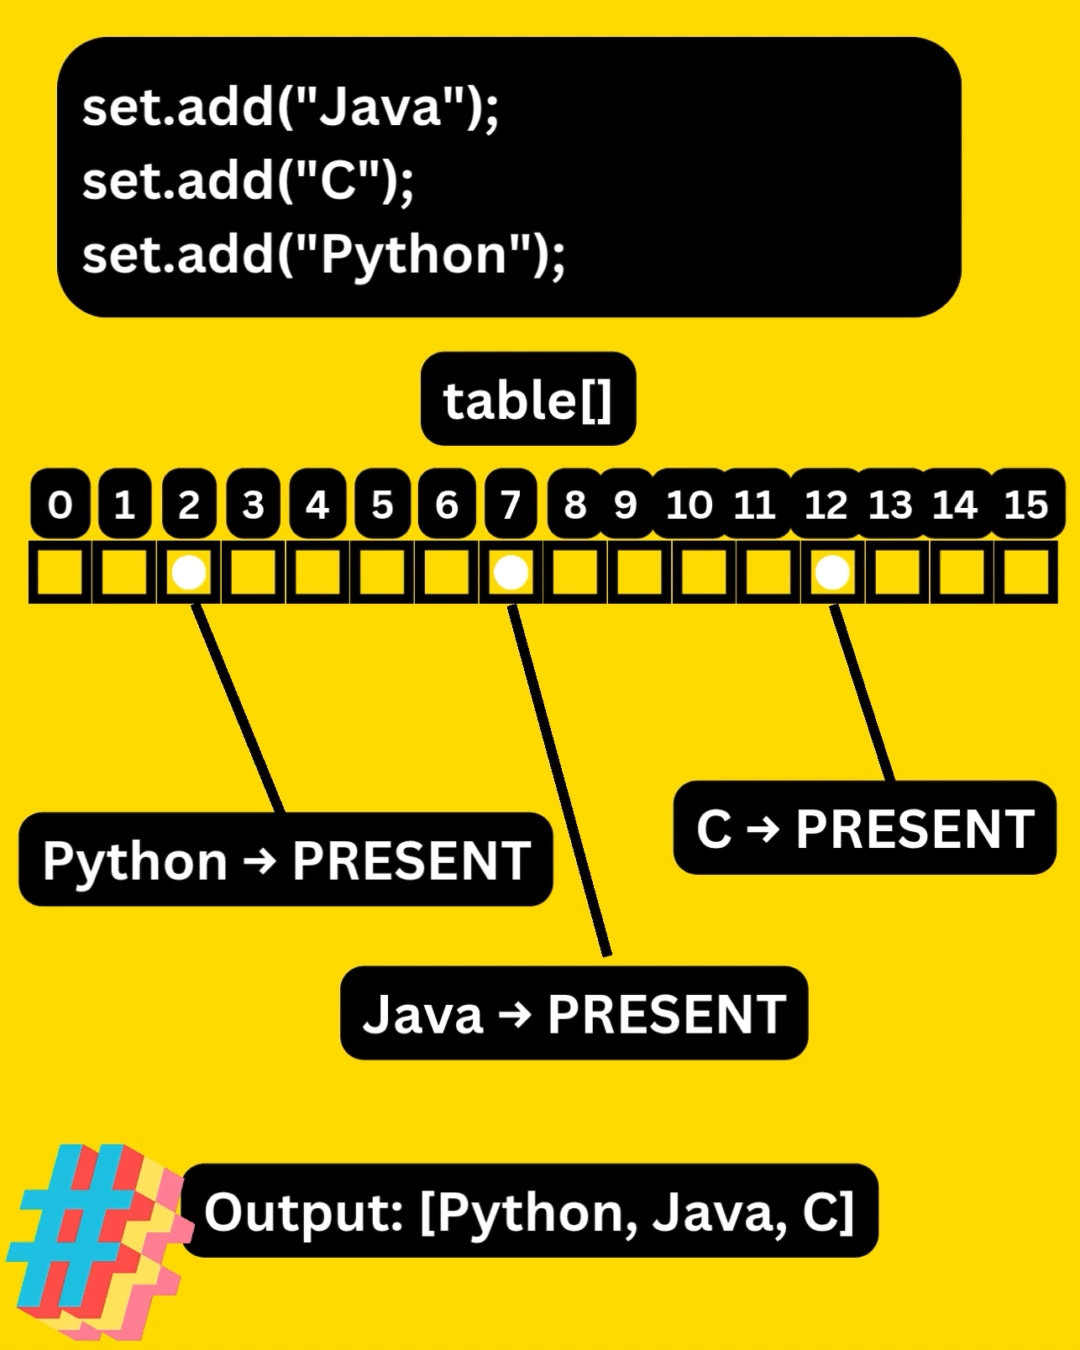 set.add("Java");
set.add("C");
set.add("Python");
table[]
0 1 2 3 4 5 6 7 8 9 10 11 12 13 14 15
C → PRESENT
Python → PRESENT
Java → PRESENT
#
Output: [Python, Java, C]